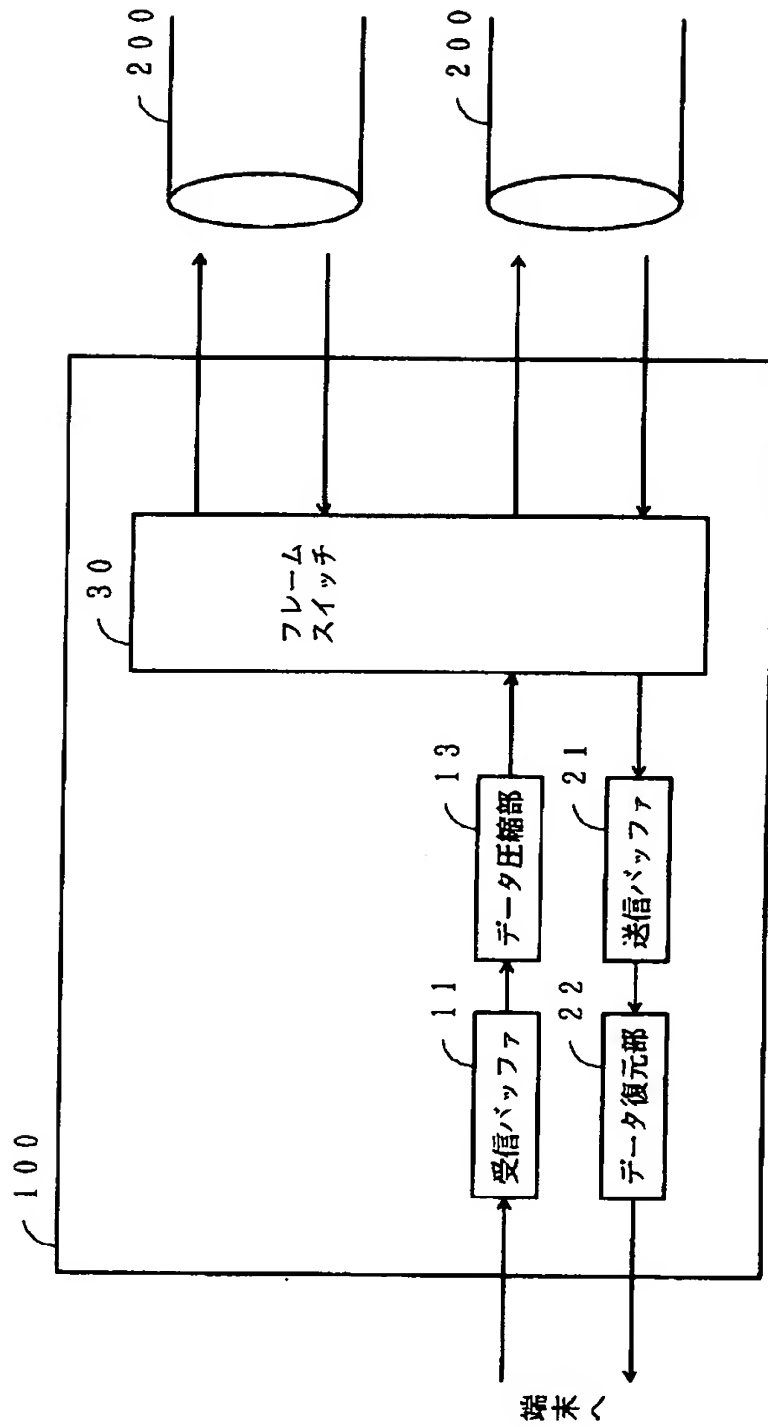 100
30
200
200
フレーム
スイッチ
11
13
受信バッファ
データ圧縮部
22
21
データ復元部
送信バッファ
端末へ